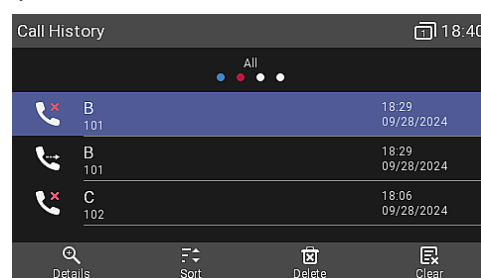 Call History 1 18:40
All
B 18:29
101 09/28/2024
B 18:29
101 09/28/2024
C 18:06
102 09/28/2024
Details Sort Delete Clear